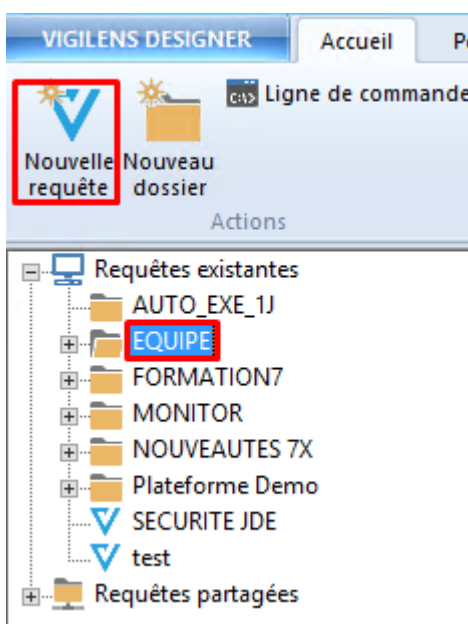 VIGILENS DESIGNER
Accueil
C:\>
Ligne de commande
Nouvelle
requête
Nouveau
dossier
Actions
Requêtes existantes
AUTO_EXE_1J
EQUIPE
FORMATION7
MONITOR
NOUVEAUTES 7X
Plateforme Demo
SECURITE JDE
test
Requêtes partagées